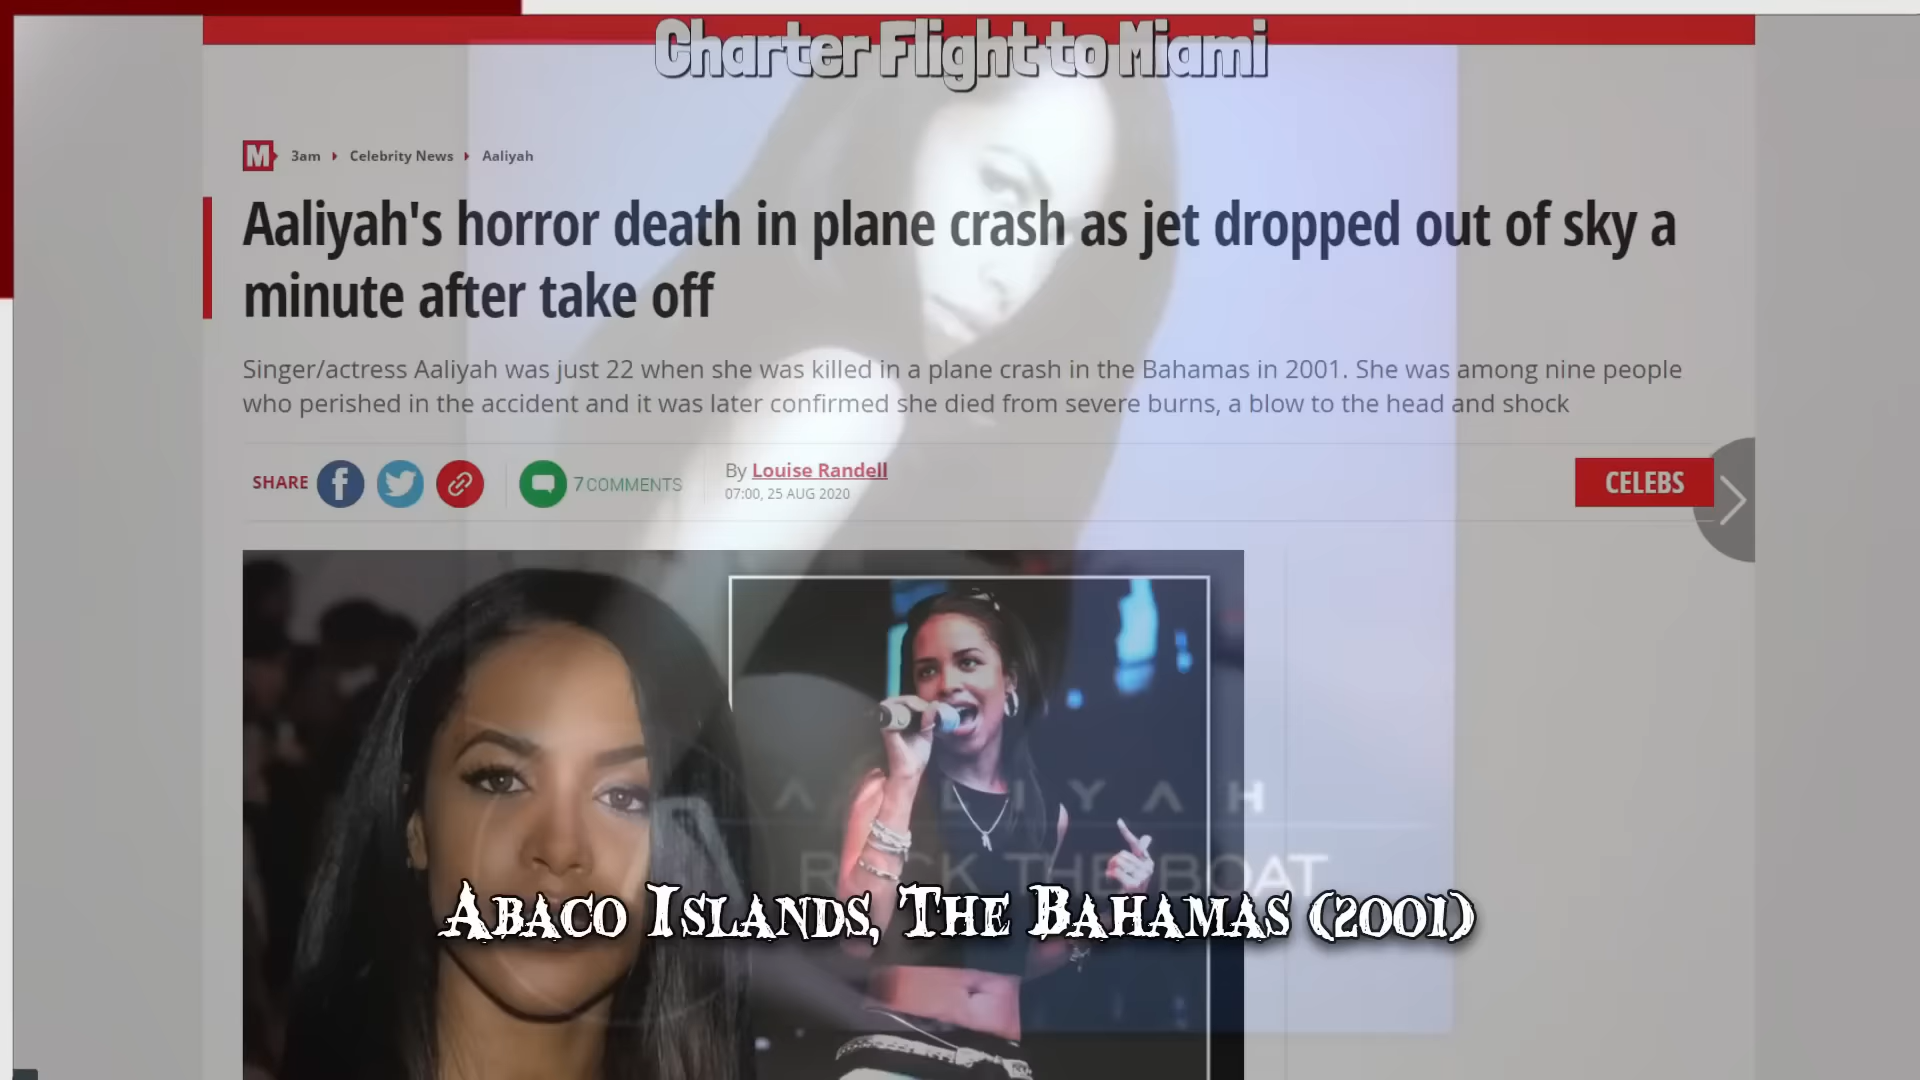 Charter Flight to Miami
M 3am Celebrity News Aaliyah
Aaliyah's horror death in plane crash as jet dropped out of sky a
minute after take off
Singer/actress Aaliyah was just 22 when she was killed in a plane crash in the Bahamas in 2001. She was among nine people
who perished in the accident and it was later confirmed she died from severe burns, a blow to the head and shock
SHARE 7 COMMENTS By Louise Randell
07:00, 25 AUG 2020
CELEBS
AALIYAH
ROCK THE BOAT
Abaco Islands, The Bahamas (2001)